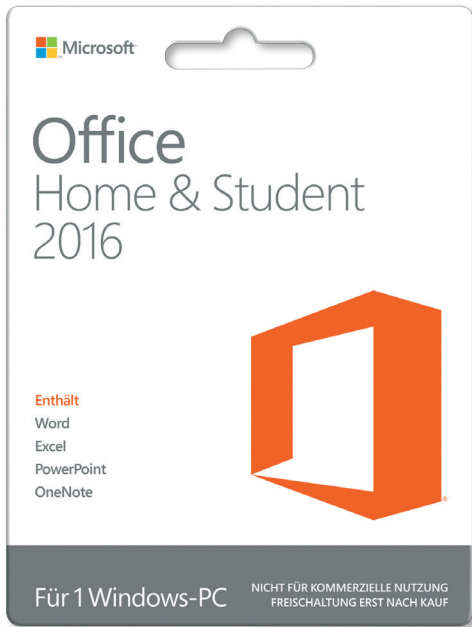 Microsoft
Office
Home & Student
2016
Enthält
Word
Excel
PowerPoint
OneNote
Für 1 Windows-PC
NICHT FÜR KOMMERZIELLE NUTZUNG
FREISCHALTUNG ERST NACH KAUF